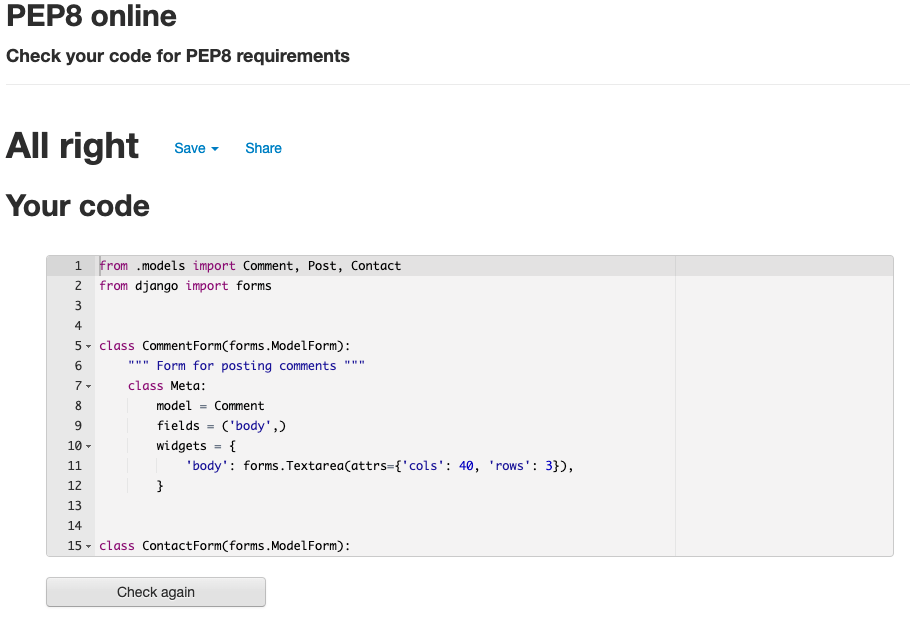 PEP8 online
Check your code for PEP8 requirements
All right Save Share
Your code
1 from .models import Comment, Post, Contact
2 from django import forms
3
4
5 class CommentForm(forms.ModelForm):
6 """ Form for posting comments """
7 class Meta:
8 model = Comment
9 fields = ('body',)
10 widgets = {
11 'body': forms.Textarea(attrs={'cols': 40, 'rows': 3}),
12 }
13
14
15 class ContactForm(forms.ModelForm):
Check again